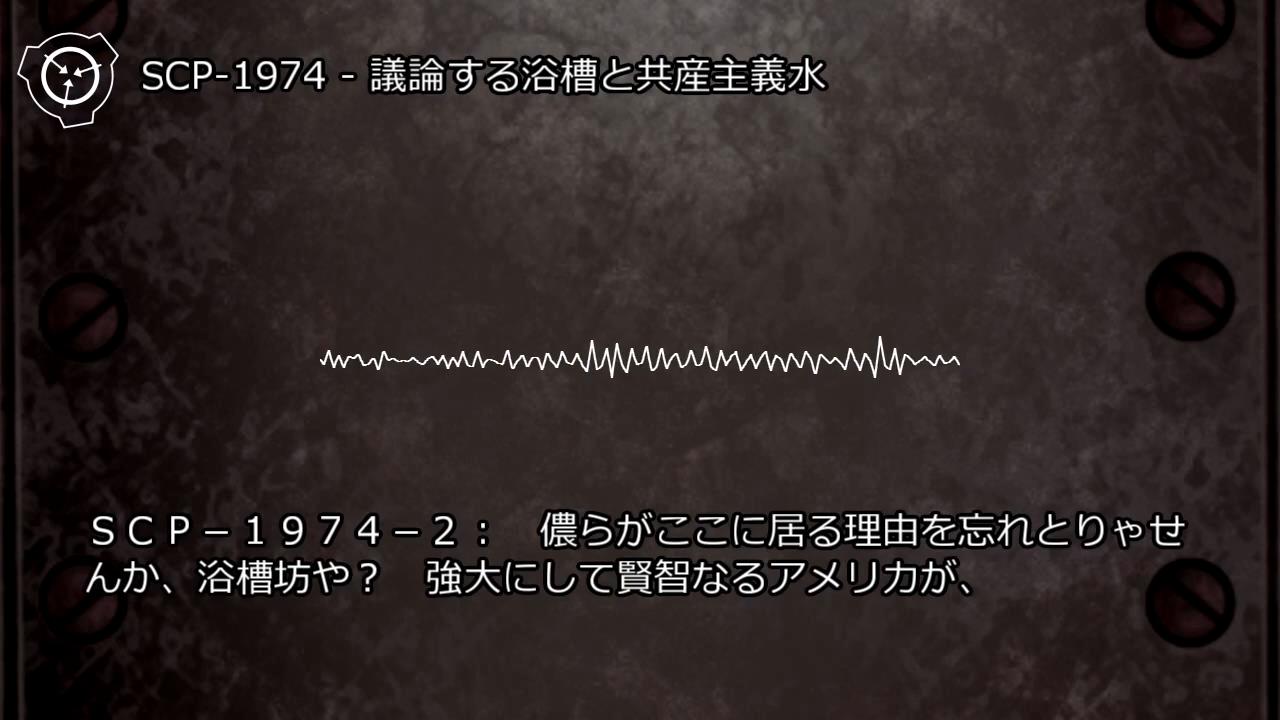 SCP-1974 - 議論する浴槽と共産主義水
ＳＣＰ－１９７４－２：　儂らがここに居る理由を忘れとりゃせ
んか、浴槽坊や？　強大にして賢智なるアメリカが、